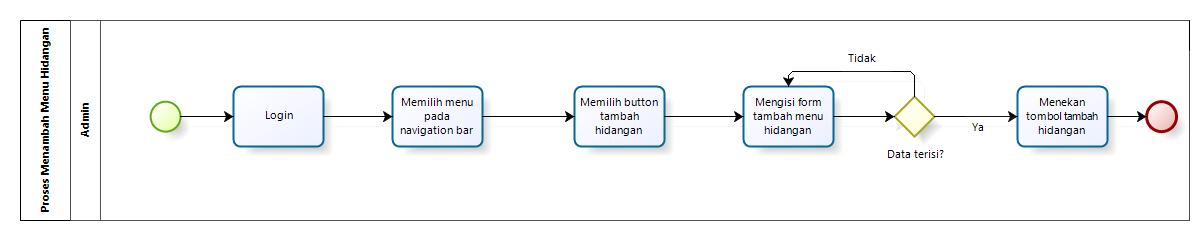 Proses Menambah Menu Hidangan
Admin
Login
Memilih menu
pada
navigation bar
Memilih button
tambah
hidangan
Mengisi form
tambah menu
hidangan
Tidak
Data terisi?
Ya
Menekan
tombol tambah
hidangan